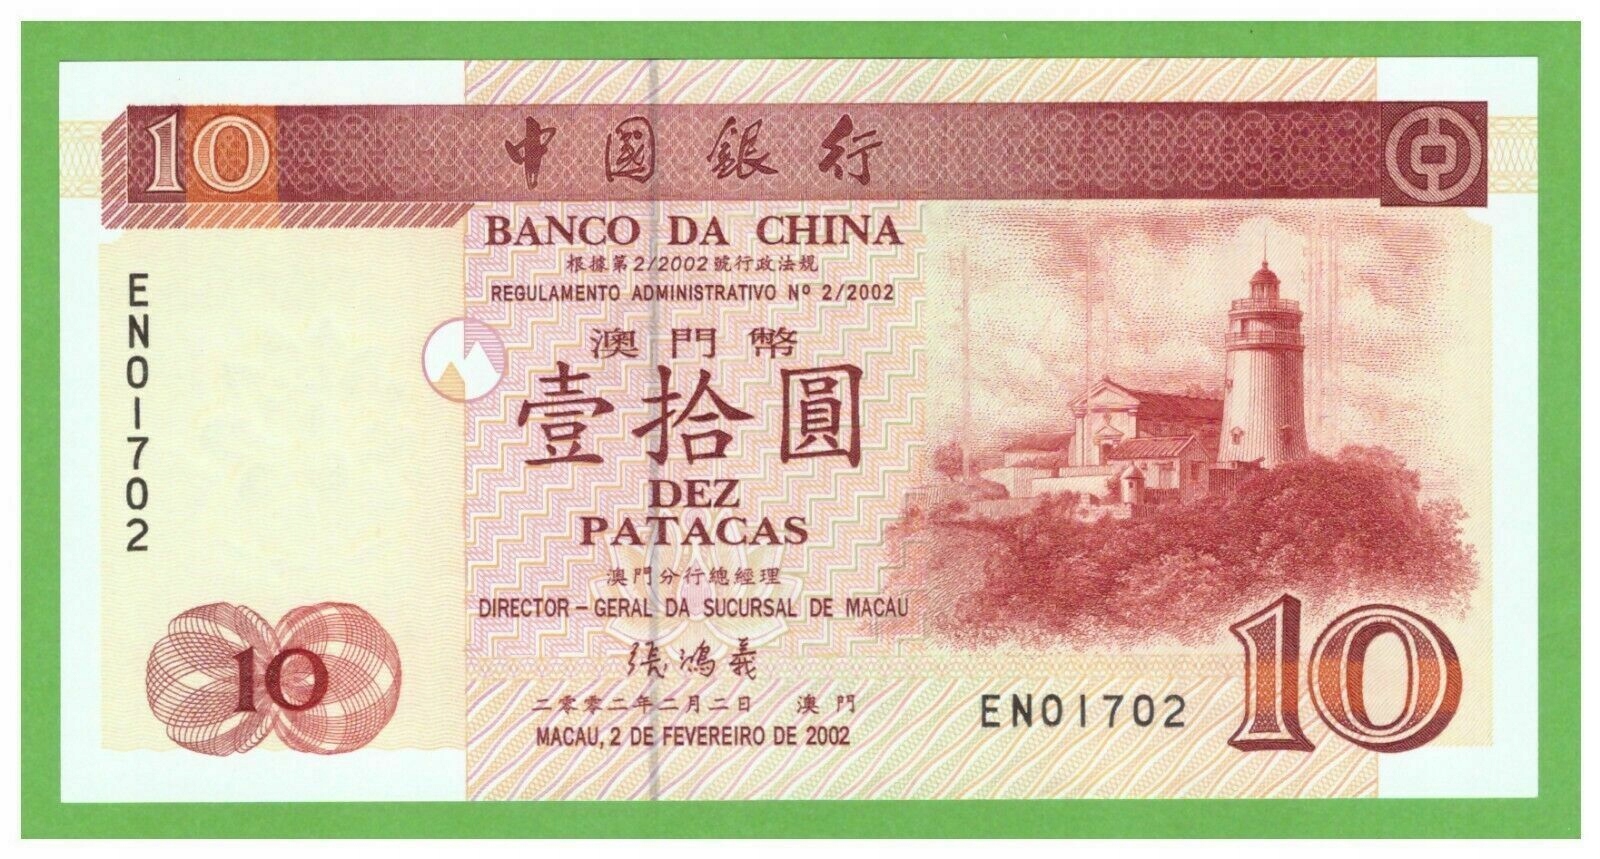 10
中國銀行
BANCO DA CHINA
根據第2/2002號行政法規
REGULAMENTO ADMINISTRATIVO Nº 2/2002
EN01702
澳門幣
壹拾圓
DEZ
PATACAS
澳門分行總經理
DIRECTOR-GERAL DA SUCURSAL DE MACAU
張鴻義
10
二零零二年二月二日 澳門
MACAU, 2 DE FEVEREIRO DE 2002
EN01702
10